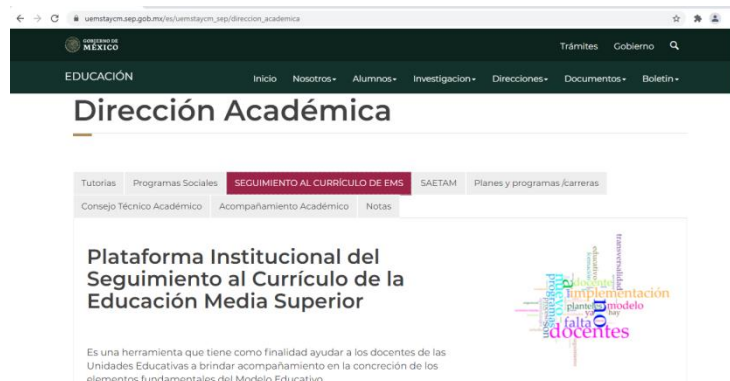 uemstaycm.sep.gob.mx/es/uemstaycm_sep/direccion_academica
GOBIERNO DE
MÉXICO
Trámites Gobierno
EDUCACIÓN Inicio Nosotros Alumnos Investigacion Direcciones Documentos Boletin
Dirección Académica
Tutorias Programas Sociales SEGUIMIENTO AL CURRÍCULO DE EMS SAETAM Planes y programas /carreras
Consejo Técnico Académico Acompañamiento Académico Notas
Plataforma Institucional del
Seguimiento al Currículo de la
Educación Media Superior
transversalidad
docente
implementación
planteles modelo
ya hay
falta no
docentes
Es una herramienta que tiene como finalidad ayudar a los docentes de las
Unidades Educativas a brindar acompañamiento en la concreción de los
elementos fundamentales del Modelo Educativo